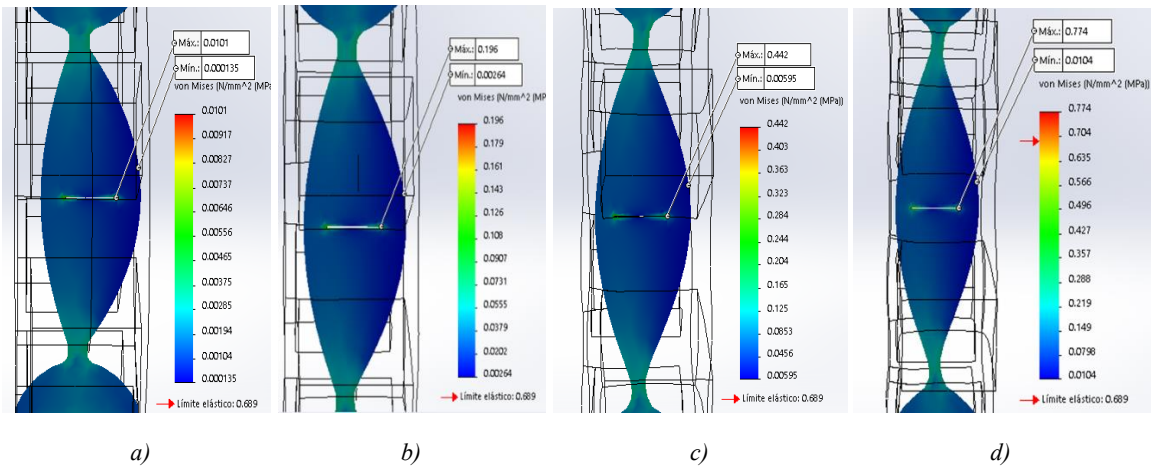 Máx.: 0.0101
Mín.: 0.000135
von Mises (N/mm^2 (MPa
0.0101
0.00917
0.00827
0.00737
0.00646
0.00556
0.00465
0.00375
0.00285
0.00194
0.00104
0.000135
Límite elástico: 0.689
a)
Máx.: 0.196
Mín.: 0.00264
von Mises (N/mm^2 (MP
0.196
0.179
0.161
0.143
0.126
0.108
0.0907
0.0731
0.0555
0.0379
0.0202
0.00264
Límite elástico: 0.689
b)
Máx.: 0.442
Mín.: 0.00595
von Mises (N/mm^2 (MPa))
0.442
0.403
0.363
0.323
0.284
0.244
0.204
0.165
0.125
0.0853
0.0456
0.00595
Límite elástico: 0.689
c)
Máx.: 0.774
Mín.: 0.0104
von Mises (N/mm^2 (MPa))
0.774
0.704
0.635
0.566
0.496
0.427
0.357
0.288
0.219
0.149
0.0798
0.0104
Límite elástico: 0.689
d)